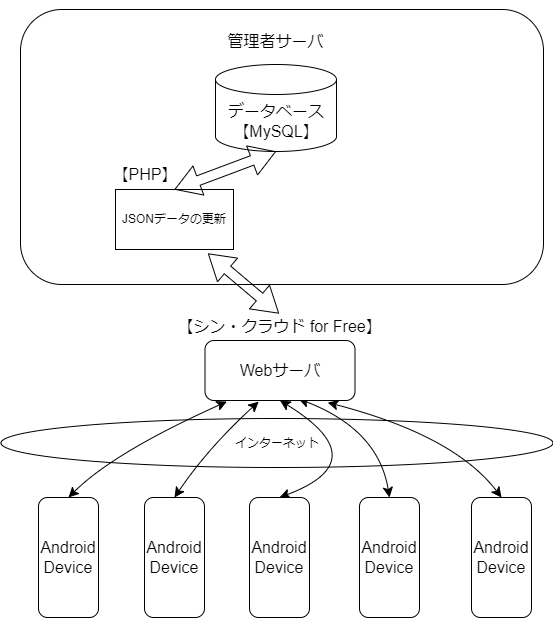 管理者サーバ
データベース
【MySQL】
【PHP】
JSONデータの更新
【シン・クラウド for Free】
Webサーバ
インターネット
Android
Device
Android
Device
Android
Device
Android
Device
Android
Device